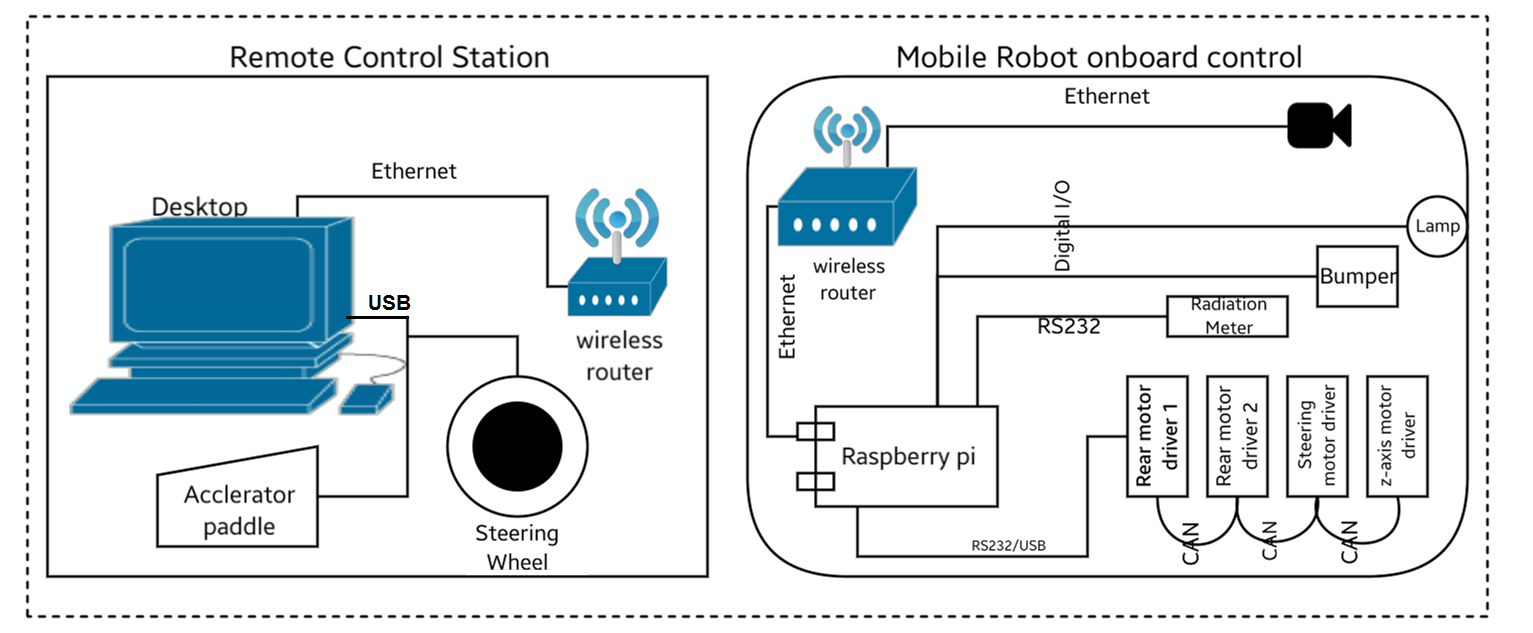 Remote Control Station
Ethernet
Desktop
USB
wireless
router
Acclerator
paddle
Steering
Wheel
Mobile Robot onboard control
Ethernet
wireless
router
Digital I/O
Lamp
Bumper
Ethernet
RS232
Radiation
Meter
Raspberry pi
Rear motor
driver 1
Rear motor
driver 2
Steering
motor driver
z-axis motor
driver
RS232/USB
CAN
CAN
CAN